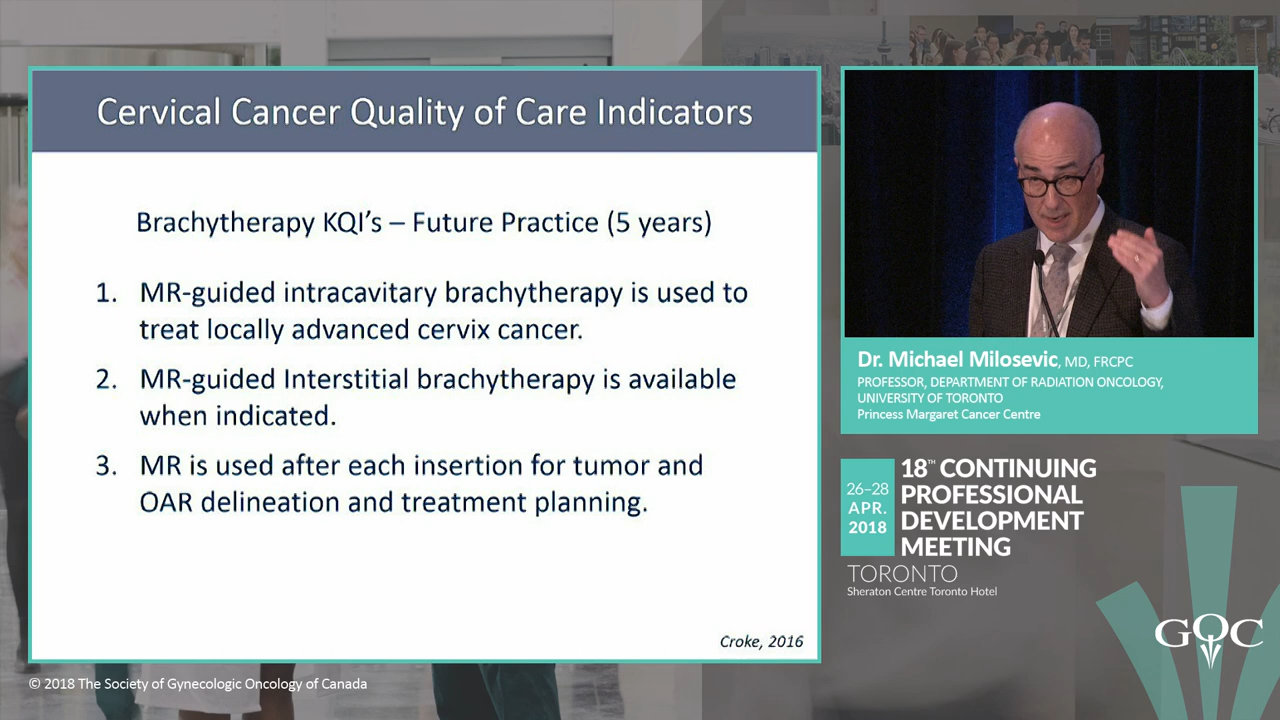 Cervical Cancer Quality of Care Indicators
Brachytherapy KQI's – Future Practice (5 years)
1. MR-guided intracavitary brachytherapy is used to
treat locally advanced cervix cancer.
2. MR-guided Interstitial brachytherapy is available
when indicated.
3. MR is used after each insertion for tumor and
OAR delineation and treatment planning.
Croke, 2016
© 2018 The Society of Gynecologic Oncology of Canada
Dr. Michael Milosevic, MD, FRCPC
PROFESSOR, DEPARTMENT OF RADIATION ONCOLOGY,
UNIVERSITY OF TORONTO
Princess Margaret Cancer Centre
26–28
APR.
2018
18™ CONTINUING
PROFESSIONAL
DEVELOPMENT
MEETING
TORONTO
Sheraton Centre Toronto Hotel
GOC